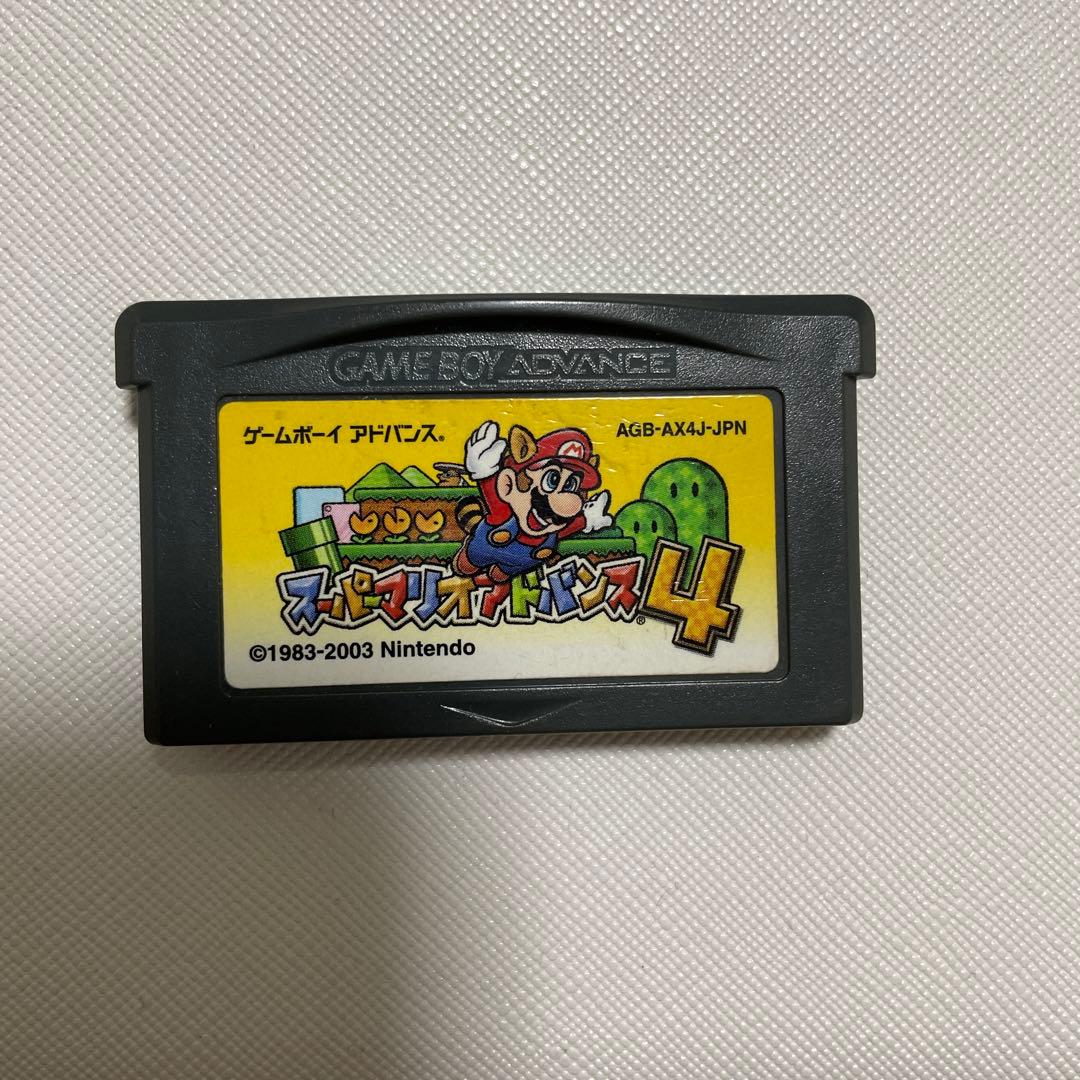 GAME BOY ADVANCE
ゲームボーイ アドバンス®
AGB-AX4J-JPN
M
スーパーマリオアドバンス®4
©1983-2003 Nintendo